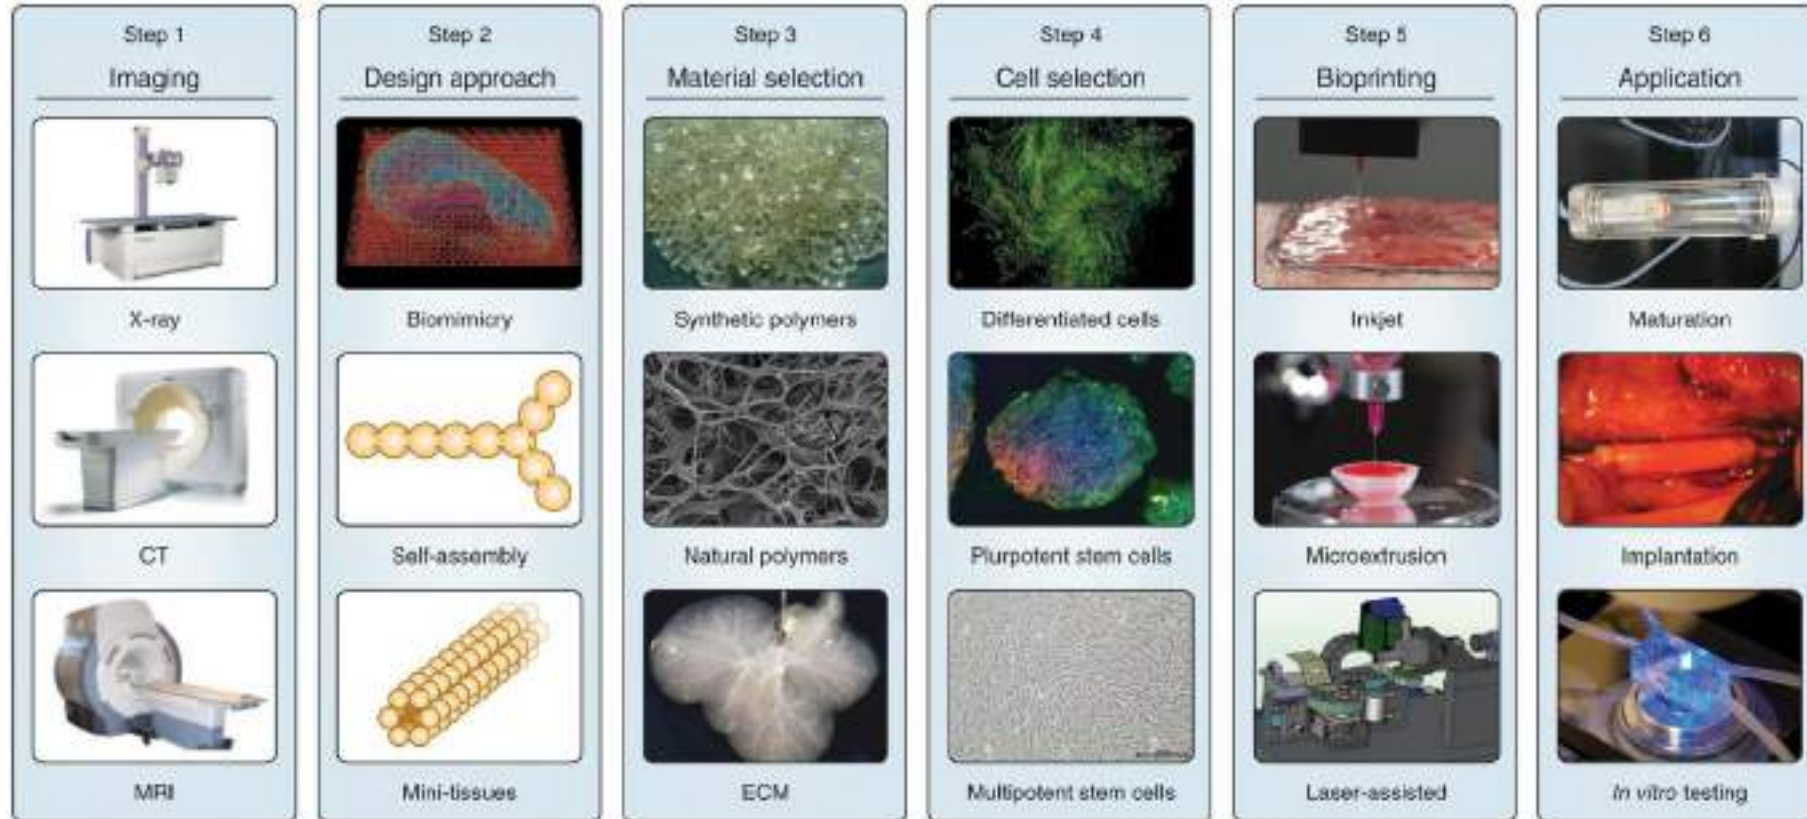 Step 1
Imaging
X-ray
CT
MRI
Step 2
Design approach
Biomimicry
Self-assembly
Mini-tissues
Step 3
Material selection
Synthetic polymers
Natural polymers
ECM
Step 4
Cell selection
Differentiated cells
Plurpotent stem cells
Multipotent stem cells
Step 5
Bioprinting
Inkjet
Microextrusion
Laser-assisted
Step 6
Application
Maturation
Implantation
In vitro testing